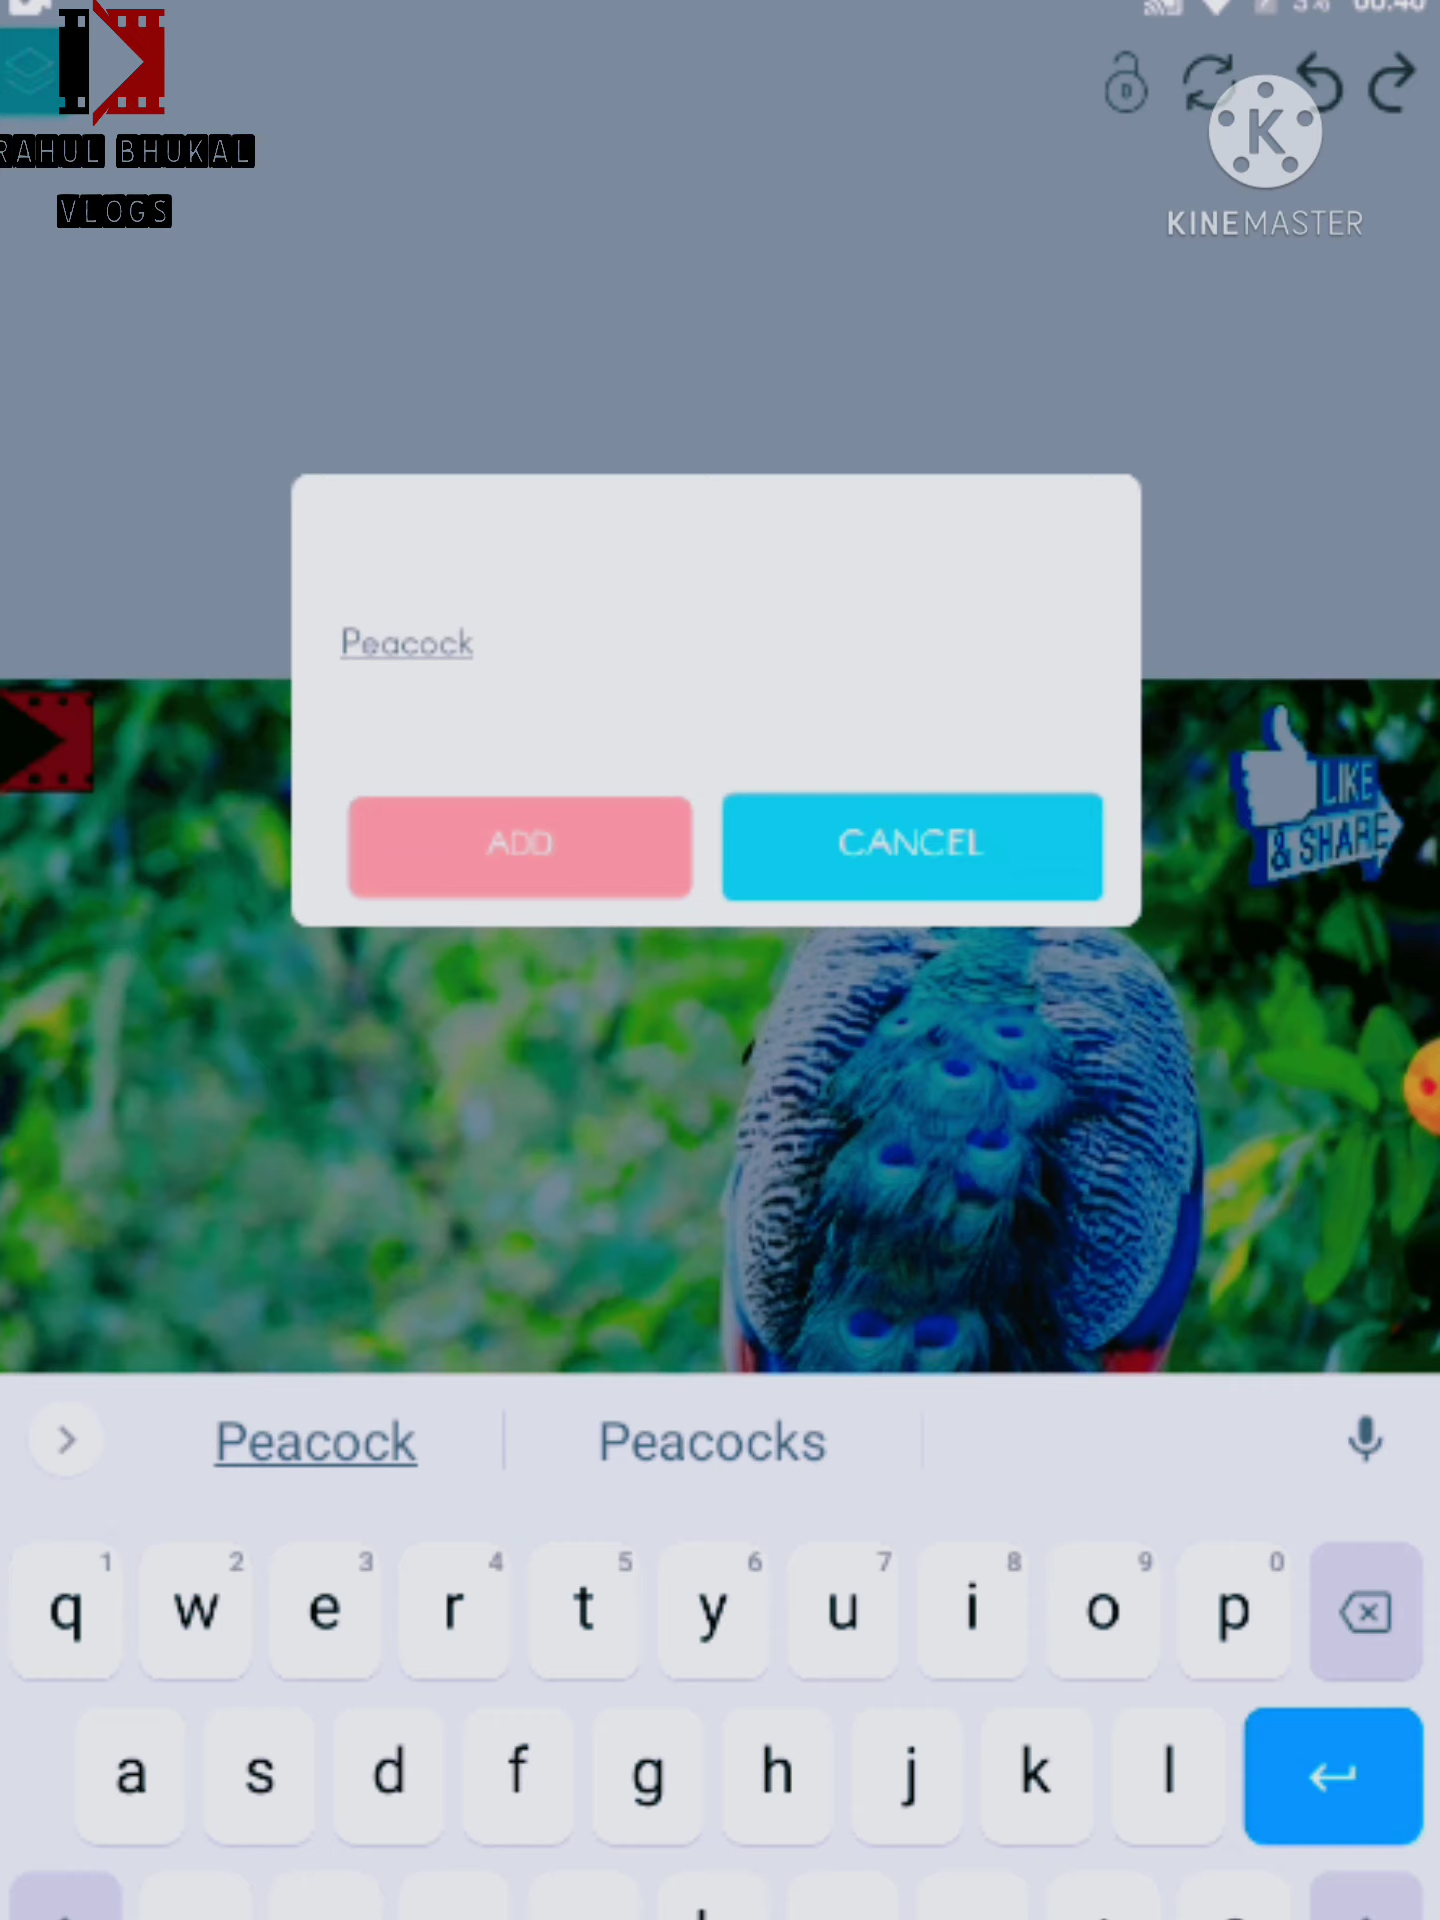 RAHUL BHUKAL
VLOGS
KINEMASTER
Peacock
ADD
CANCEL
LIKE
& SHARE
Peacock
Peacocks
1 2 3 4 5 6 7 8 9 0
q w e r t y u i o p
a s d f g h j k l